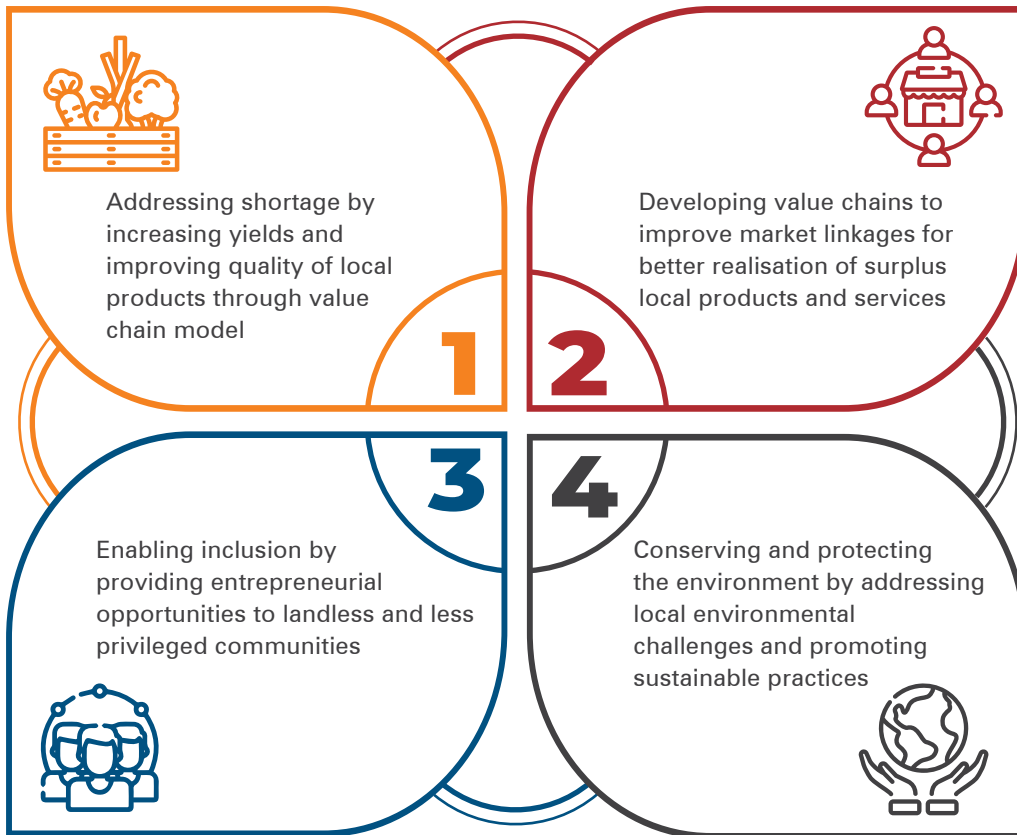 Addressing shortage by
increasing yields and
improving quality of local
products through value
chain model
1
Developing value chains to
improve market linkages for
better realisation of surplus
local products and services
2
3
Enabling inclusion by
providing entrepreneurial
opportunities to landless and less
privileged communities
4
Conserving and protecting
the environment by addressing
local environmental
challenges and promoting
sustainable practices